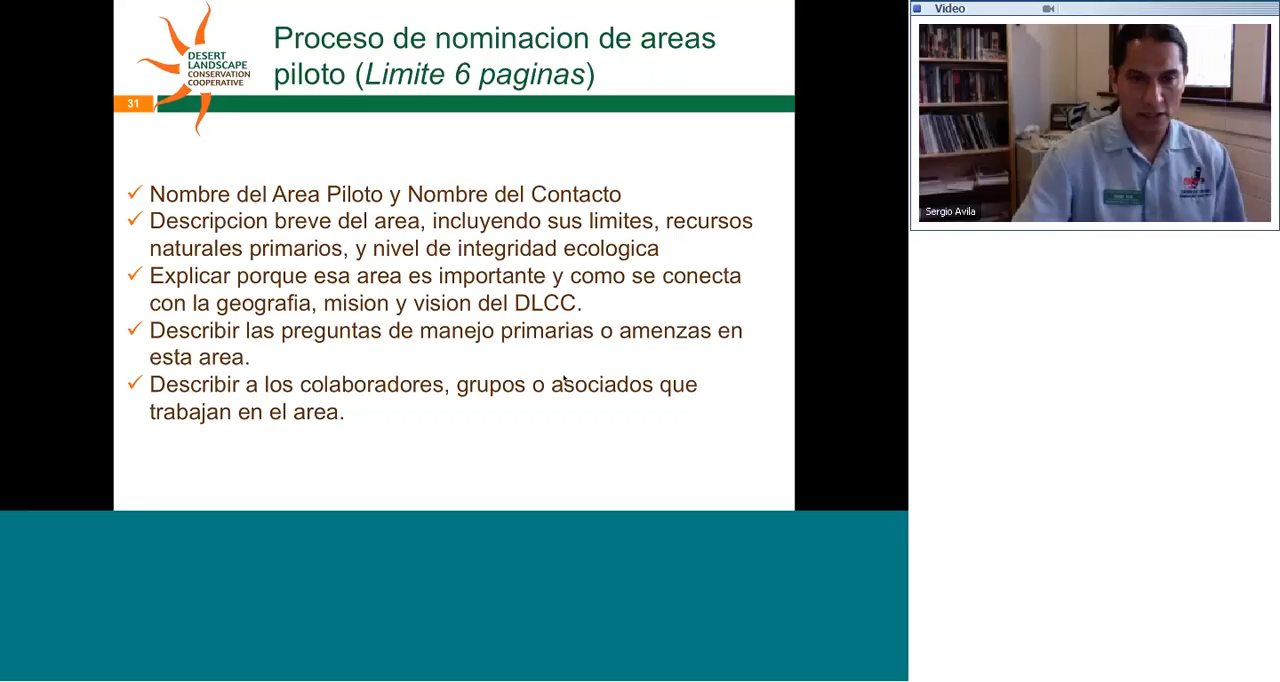 Proceso de nominacion de areas
piloto (Limite 6 paginas)
DESERT
LANDSCAPE
CONSERVATION
COOPERATIVE
31
Nombre del Area Piloto y Nombre del Contacto
Descripcion breve del area, incluyendo sus limites, recursos
naturales primarios, y nivel de integridad ecologica
Explicar porque esa area es importante y como se conecta
con la geografia, mision y vision del DLCC.
Describir las preguntas de manejo primarias o amenzas en
esta area.
Describir a los colaboradores, grupos o asociados que
trabajan en el area.
Video
Sergio Avila